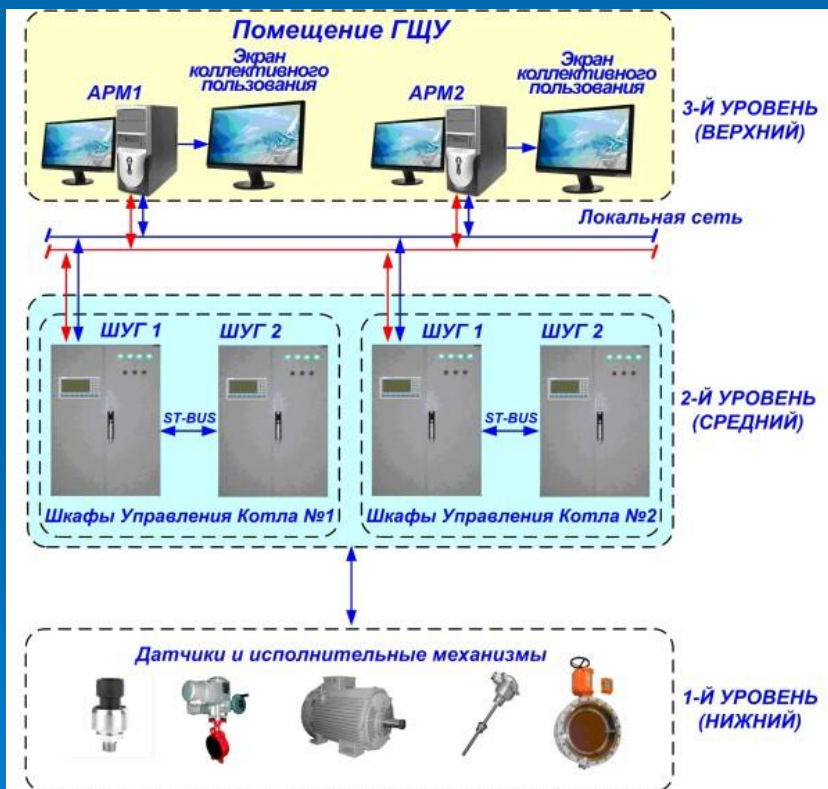 Помещение ГЩУ
АРМ1
Экран
коллективного
пользования
АРМ2
Экран
коллективного
пользования
3-Й УРОВЕНЬ
(ВЕРХНИЙ)
Локальная сеть
ШУГ 1
ШУГ 2
ШУГ 1
ШУГ 2
ST-BUS
ST-BUS
2-Й УРОВЕНЬ
(СРЕДНИЙ)
Шкафы Управления Котла №1
Шкафы Управления Котла №2
Датчики и исполнительные механизмы
1-Й УРОВЕНЬ
(НИЖНИЙ)